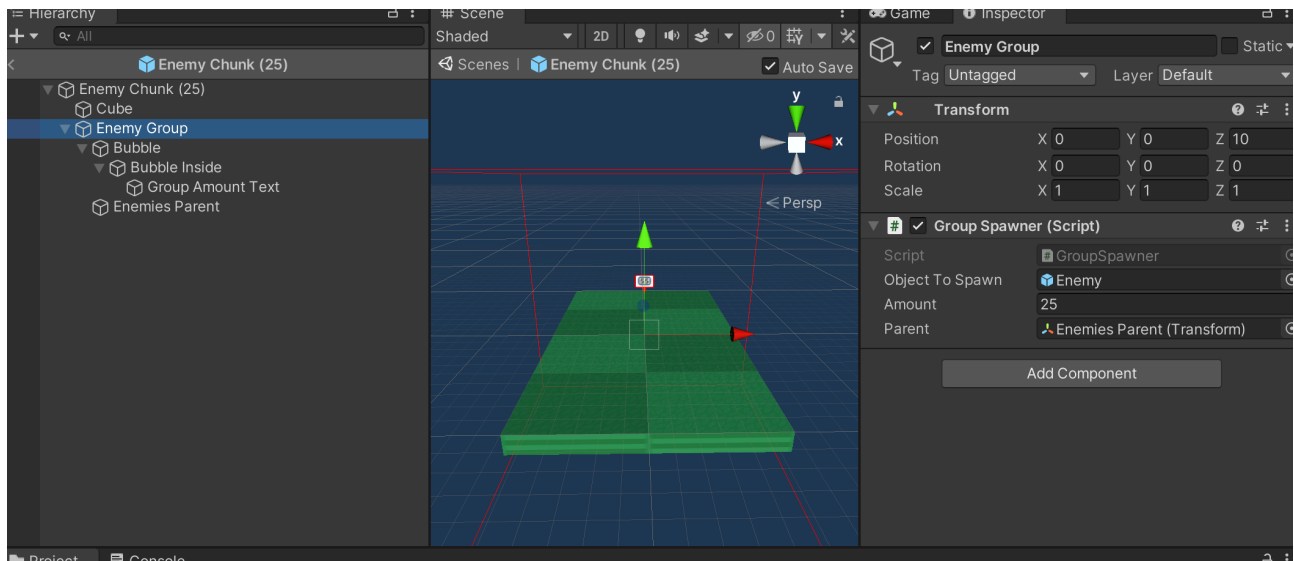 Hierarchy
All
Enemy Chunk (25)
Enemy Chunk (25)
Cube
Enemy Group
Bubble
Bubble Inside
Group Amount Text
Enemies Parent
# Scene
Shaded
2D
0
Scenes | Enemy Chunk (25)
Auto Save
y
x
< Persp
Game
Inspector
Enemy Group
Static
Tag Untagged
Layer Default
Transform
Position X 0 Y 0 Z 10
Rotation X 0 Y 0 Z 0
Scale X 1 Y 1 Z 1
# Group Spawner (Script)
Script # GroupSpawner
Object To Spawn Enemy
Amount 25
Parent Enemies Parent (Transform)
Add Component
Project
Console